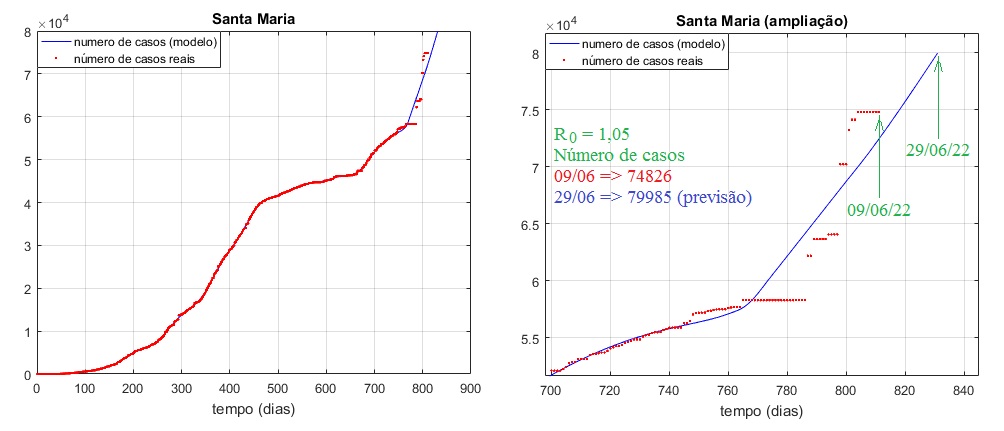 Santa Maria
×10⁴
numero de casos (modelo)
número de casos reais
8
7
6
5
4
3
2
1
0
0 100 200 300 400 500 600 700 800 900
tempo (dias)
Santa Maria (ampliação)
×10⁴
numero de casos (modelo)
número de casos reais
8
7.5
7
6.5
6
5.5
R0 = 1,05
Número de casos
09/06 => 74826
29/06 => 79985 (previsão)
29/06/22
09/06/22
700 720 740 760 780 800 820 840
tempo (dias)